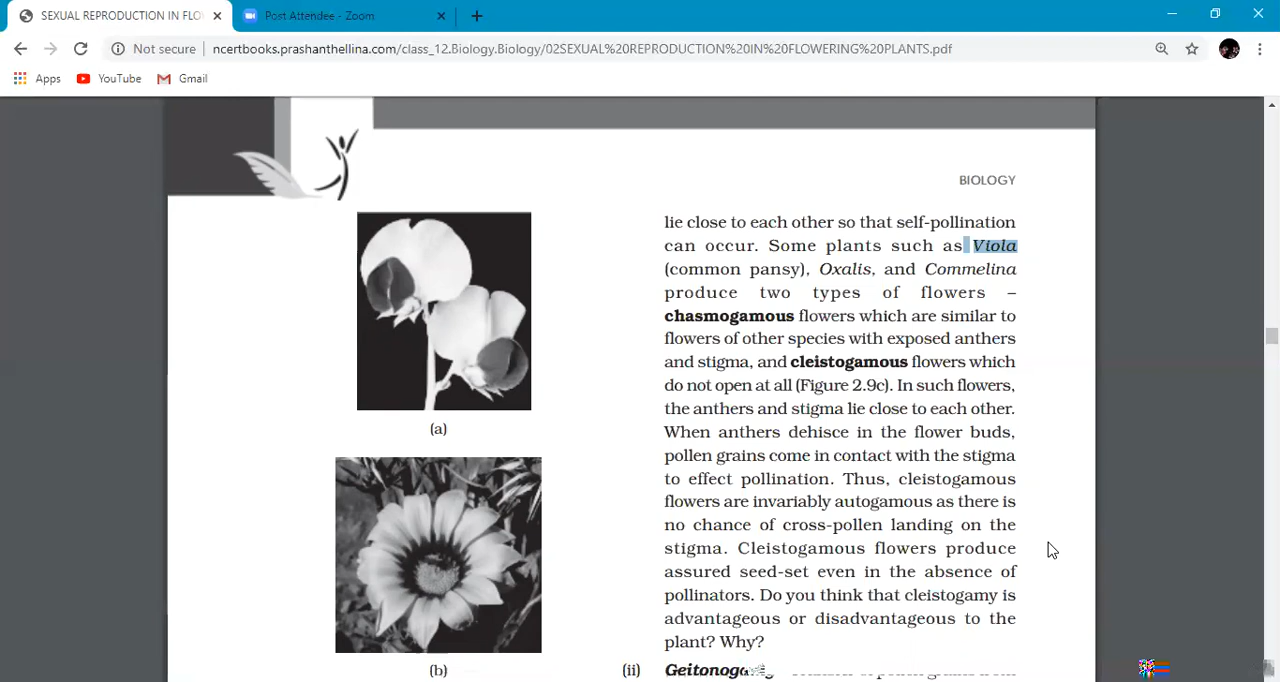 SEXUAL REPRODUCTION IN FLO
Post Attendee - Zoom
Not secure
ncertbooks.prashanthellina.com/class_12.Biology.Biology/02SEXUAL%20REPRODUCTION%20IN%20FLOWERING%20PLANTS.pdf
Apps
YouTube
Gmail
BIOLOGY
(a)
(b)
lie close to each other so that self-pollination
can occur. Some plants such as Viola
(common pansy), Oxalis, and Commelina
produce two types of flowers –
chasmogamous flowers which are similar to
flowers of other species with exposed anthers
and stigma, and cleistogamous flowers which
do not open at all (Figure 2.9c). In such flowers,
the anthers and stigma lie close to each other.
When anthers dehisce in the flower buds,
pollen grains come in contact with the stigma
to effect pollination. Thus, cleistogamous
flowers are invariably autogamous as there is
no chance of cross-pollen landing on the
stigma. Cleistogamous flowers produce
assured seed-set even in the absence of
pollinators. Do you think that cleistogamy is
advantageous or disadvantageous to the
plant? Why?
(ii)